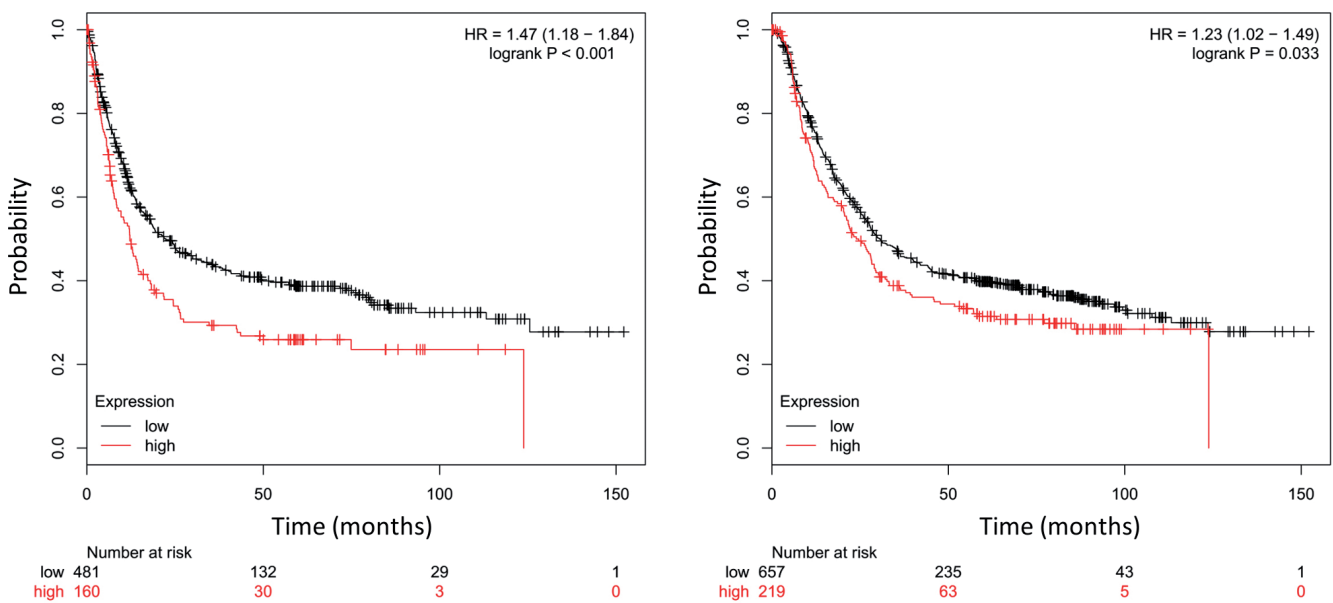 HR = 1.47 (1.18 − 1.84)
logrank P < 0.001
Probability
1.0
0.8
0.6
0.4
0.2
0.0
Expression
low
high
0 50 100 150
Time (months)
Number at risk
low 481 132 29 1
high 160 30 3 0
HR = 1.23 (1.02 − 1.49)
logrank P = 0.033
Probability
1.0
0.8
0.6
0.4
0.2
0.0
Expression
low
high
0 50 100 150
Time (months)
Number at risk
low 657 235 43 1
high 219 63 5 0